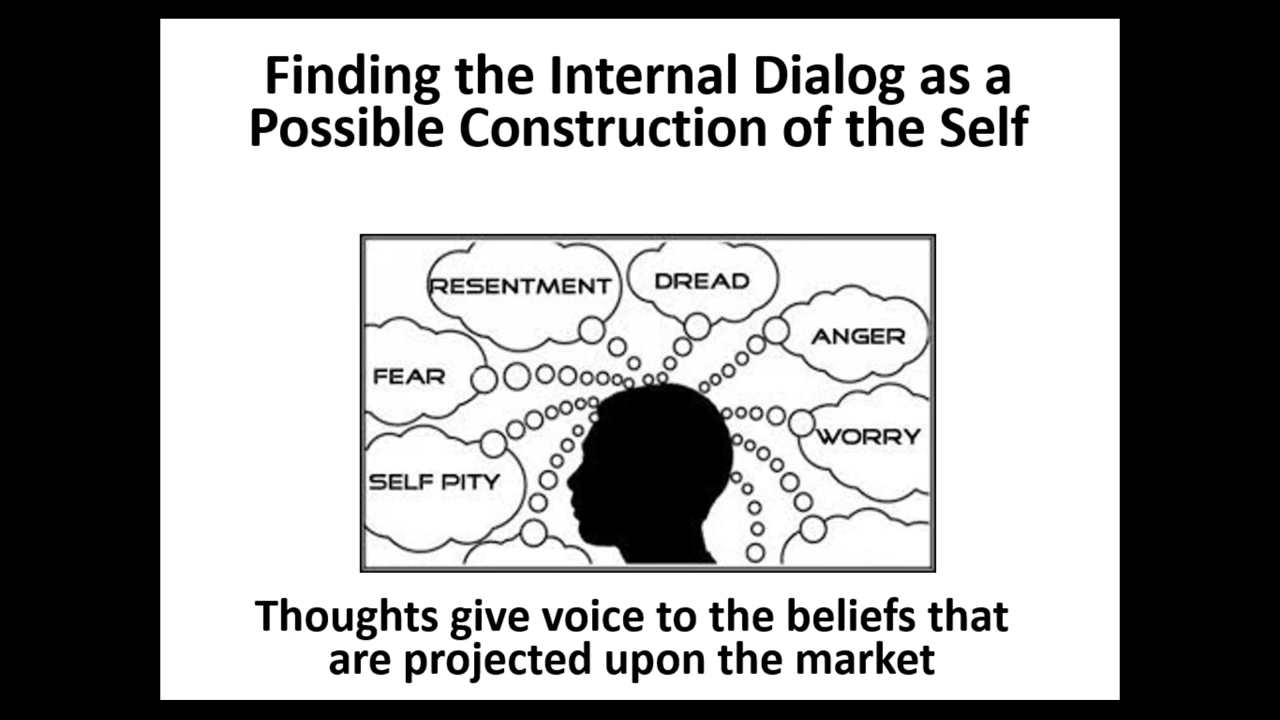 Finding the Internal Dialog as a
Possible Construction of the Self
RESENTMENT
DREAD
ANGER
FEAR
WORRY
SELF PITY
Thoughts give voice to the beliefs that
are projected upon the market